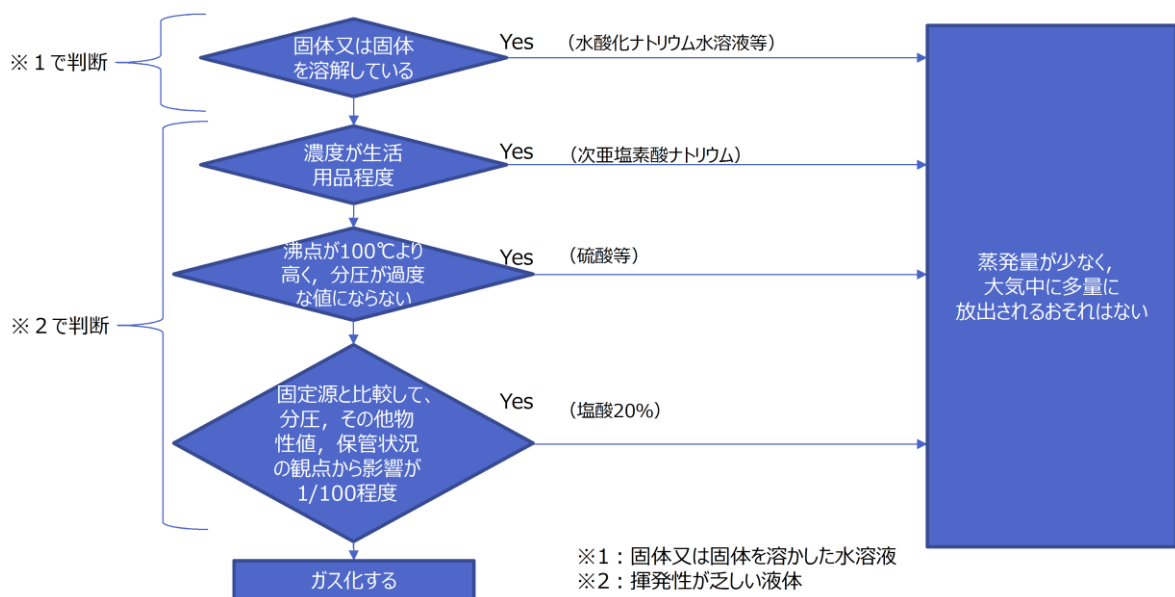 ※１で判断
固体又は固体
を溶解している
Yes
（水酸化ナトリウム水溶液等）
濃度が生活
用品程度
Yes
（次亜塩素酸ナトリウム）
※２で判断
沸点が100℃より
高く，分圧が過度
な値にならない
Yes
（硫酸等）
固定源と比較して、
分圧，その他物
性値，保管状況
の観点から影響が
1/100程度
Yes
（塩酸20%）
蒸発量が少なく，
大気中に多量に
放出されるおそれはない
ガス化する
※1：固体又は固体を溶かした水溶液
※2：揮発性が乏しい液体